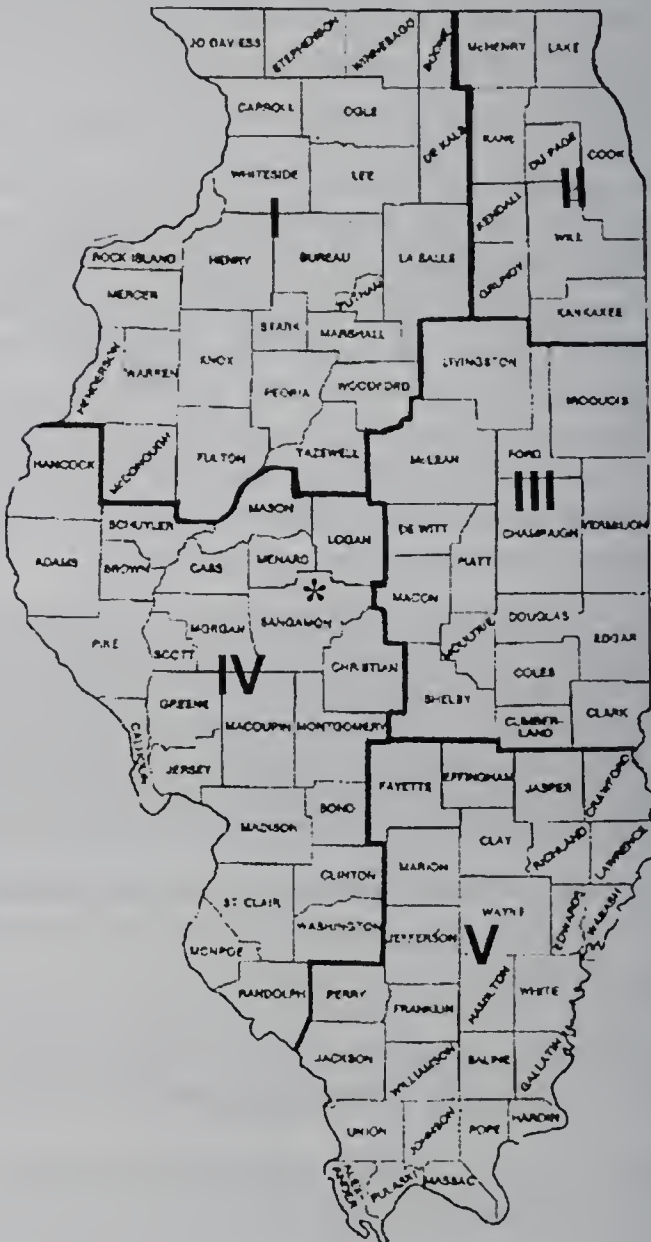 JO DAVIESS STEPHENSON WINNEBAGO BOONE McHENRY LAKE
CARROLL OGLE DE KALB KANE DU PAGE COOK
WHITESIDE LEE KENDALL II
I WILL
ROCK ISLAND HENRY BUREAU LA SALLE GRUNDY
MERCER PUTNAM KANKAKEE
STARK MARSHALL
HENDERSON WARREN KNOX PEORIA WOODFORD LIVINGSTON IROQUOIS
HANCOCK McDONOUGH FULTON TAZEWELL McLEAN FORD
III
SCHUYLER MASON LOGAN DE WITT CHAMPAIGN VERMILION
ADAMS BROWN CASS MENARD PIATT
* MACON
PIKE MORGAN SANGAMON MOULTRIE DOUGLAS EDGAR
SCOTT CHRISTIAN COLES
IV SHELBY
GREENE MACOUPIN MONTGOMERY CUMBER-
LAND CLARK
CALHOUN JERSEY FAYETTE EFFINGHAM JASPER CRAWFORD
MADISON BOND CLAY RICHLAND LAWRENCE
CLINTON MARION
ST CLAIR WAYNE EDWARDS WABASH
WASHINGTON JEFFERSON
MONROE V
RANDOLPH PERRY FRANKLIN HAMILTON WHITE
JACKSON WILLIAMSON SALINE GALLATIN
UNION JOHNSON POPE HARDIN
ALEX-
ANDER PULASKI MASSAC